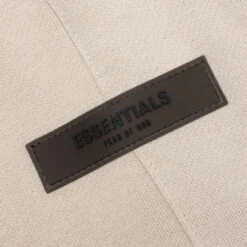 ESSENTIALS
FEAR OF GOD